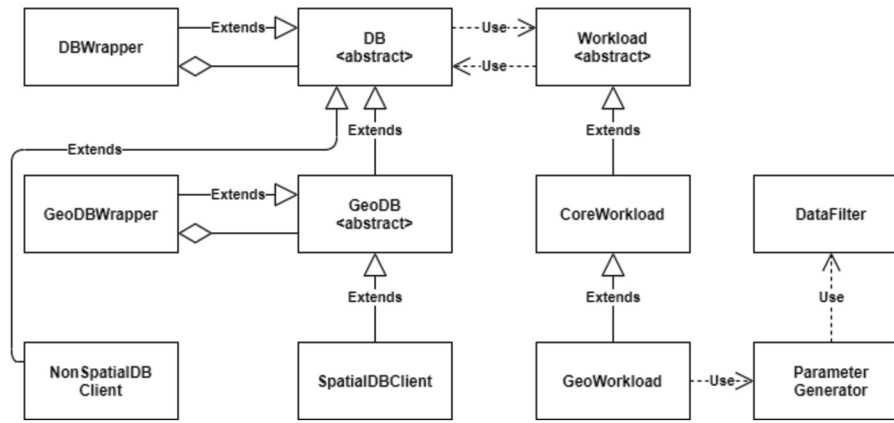 DBWrapper
Extends
DB
<abstract>
Use
Use
Workload
<abstract>
Extends
Extends
Extends
GeoDBWrapper
Extends
GeoDB
<abstract>
CoreWorkload
DataFilter
Extends
Extends
Use
NonSpatialDB
Client
SpatialDBClient
GeoWorkload
Use
Parameter
Generator